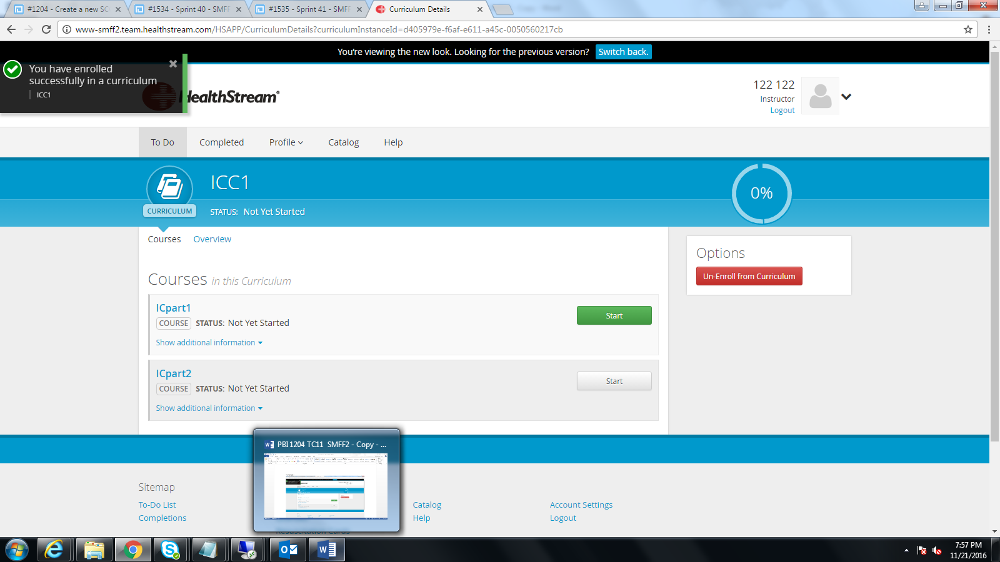 #1204 - Create a new SC
#1534 - Sprint 40 - SMFF
#1535 - Sprint 41 - SMFF
Curriculum Details
www-smff2.team.healthstream.com/HSAPP/CurriculumDetails?curriculumInstanceId=d405979e-f6af-e611-a45c-0050560217cb
You're viewing the new look. Looking for the previous version? Switch back.
You have enrolled
successfully in a curriculum
ICC1
HealthStream
122 122
Instructor
Logout
To Do Completed Profile Catalog Help
ICC1
0%
CURRICULUM
STATUS: Not Yet Started
Courses Overview
Options
Un-Enroll from Curriculum
Courses in this Curriculum
ICpart1
COURSE STATUS: Not Yet Started
Start
Show additional information
ICpart2
COURSE STATUS: Not Yet Started
Start
Show additional information
PBI 1204 TC11 SMFF2 - Copy - ...
Sitemap
To-Do List
Completions
Catalog
Help
Account Settings
Logout
7:57 PM
11/21/2016